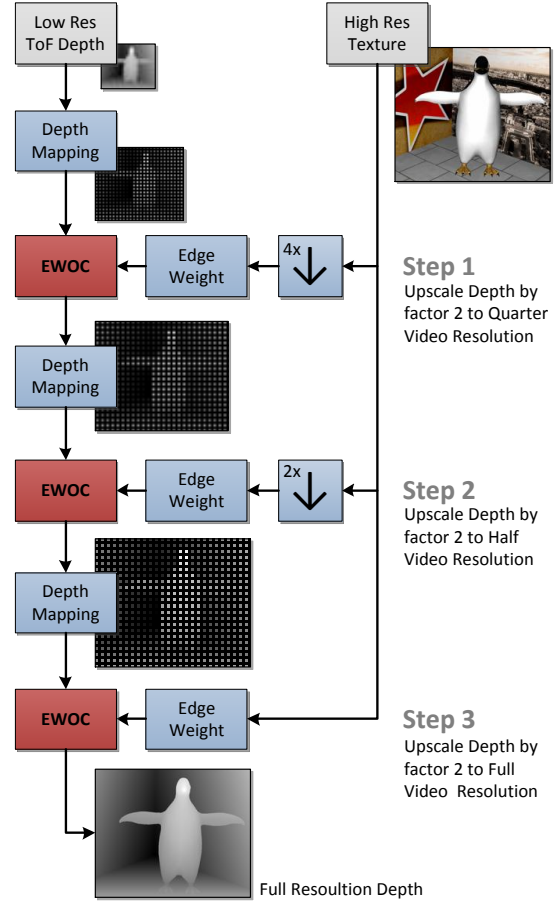 Low Res
ToF Depth
High Res
Texture
Depth
Mapping
EWOC
Edge
Weight
4x
Step 1
Upscale Depth by
factor 2 to Quarter
Video Resolution
Depth
Mapping
EWOC
Edge
Weight
2x
Step 2
Upscale Depth by
factor 2 to Half
Video Resolution
Depth
Mapping
EWOC
Edge
Weight
Step 3
Upscale Depth by
factor 2 to Full
Video Resolution
Full Resoultion Depth